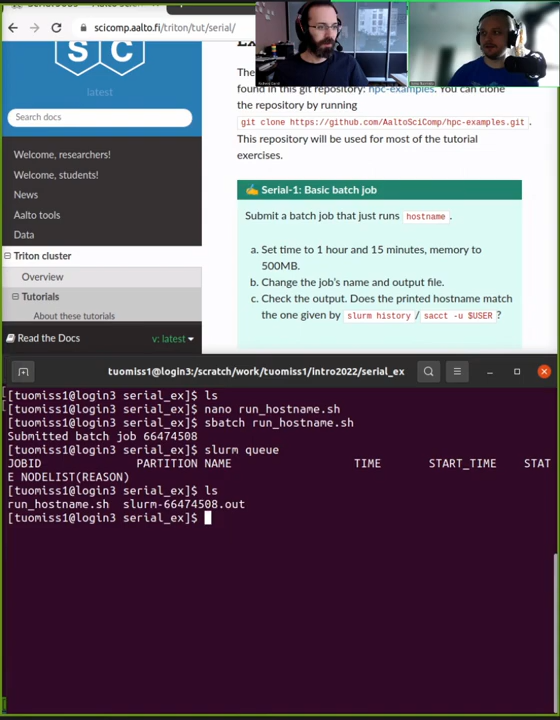 scicomp.aalto.fi/triton/tut/serial/
S C
latest
Search docs
Welcome, researchers!
Welcome, students!
News
Aalto tools
Data
Triton cluster
Overview
Tutorials
About these tutorials
Read the Docs
v: latest
The
found in this git repository: hpc-examples. You can clone
the repository by running
git clone https://github.com/AaltoSciComp/hpc-examples.git .
This repository will be used for most of the tutorial
exercises.
Serial-1: Basic batch job
Submit a batch job that just runs hostname .
a. Set time to 1 hour and 15 minutes, memory to
500MB.
b. Change the job's name and output file.
c. Check the output. Does the printed hostname match
the one given by slurm history / sacct -u $USER ?
tuomiss1@login3:/scratch/work/tuomiss1/intro2022/serial_ex
[tuomiss1@login3 serial_ex]$ ls
[tuomiss1@login3 serial_ex]$ nano run_hostname.sh
[tuomiss1@login3 serial_ex]$ sbatch run_hostname.sh
Submitted batch job 66474508
[tuomiss1@login3 serial_ex]$ slurm queue
JOBID PARTITION NAME TIME START_TIME STAT
E NODELIST(REASON)
[tuomiss1@login3 serial_ex]$ ls
run_hostname.sh slurm-66474508.out
[tuomiss1@login3 serial_ex]$